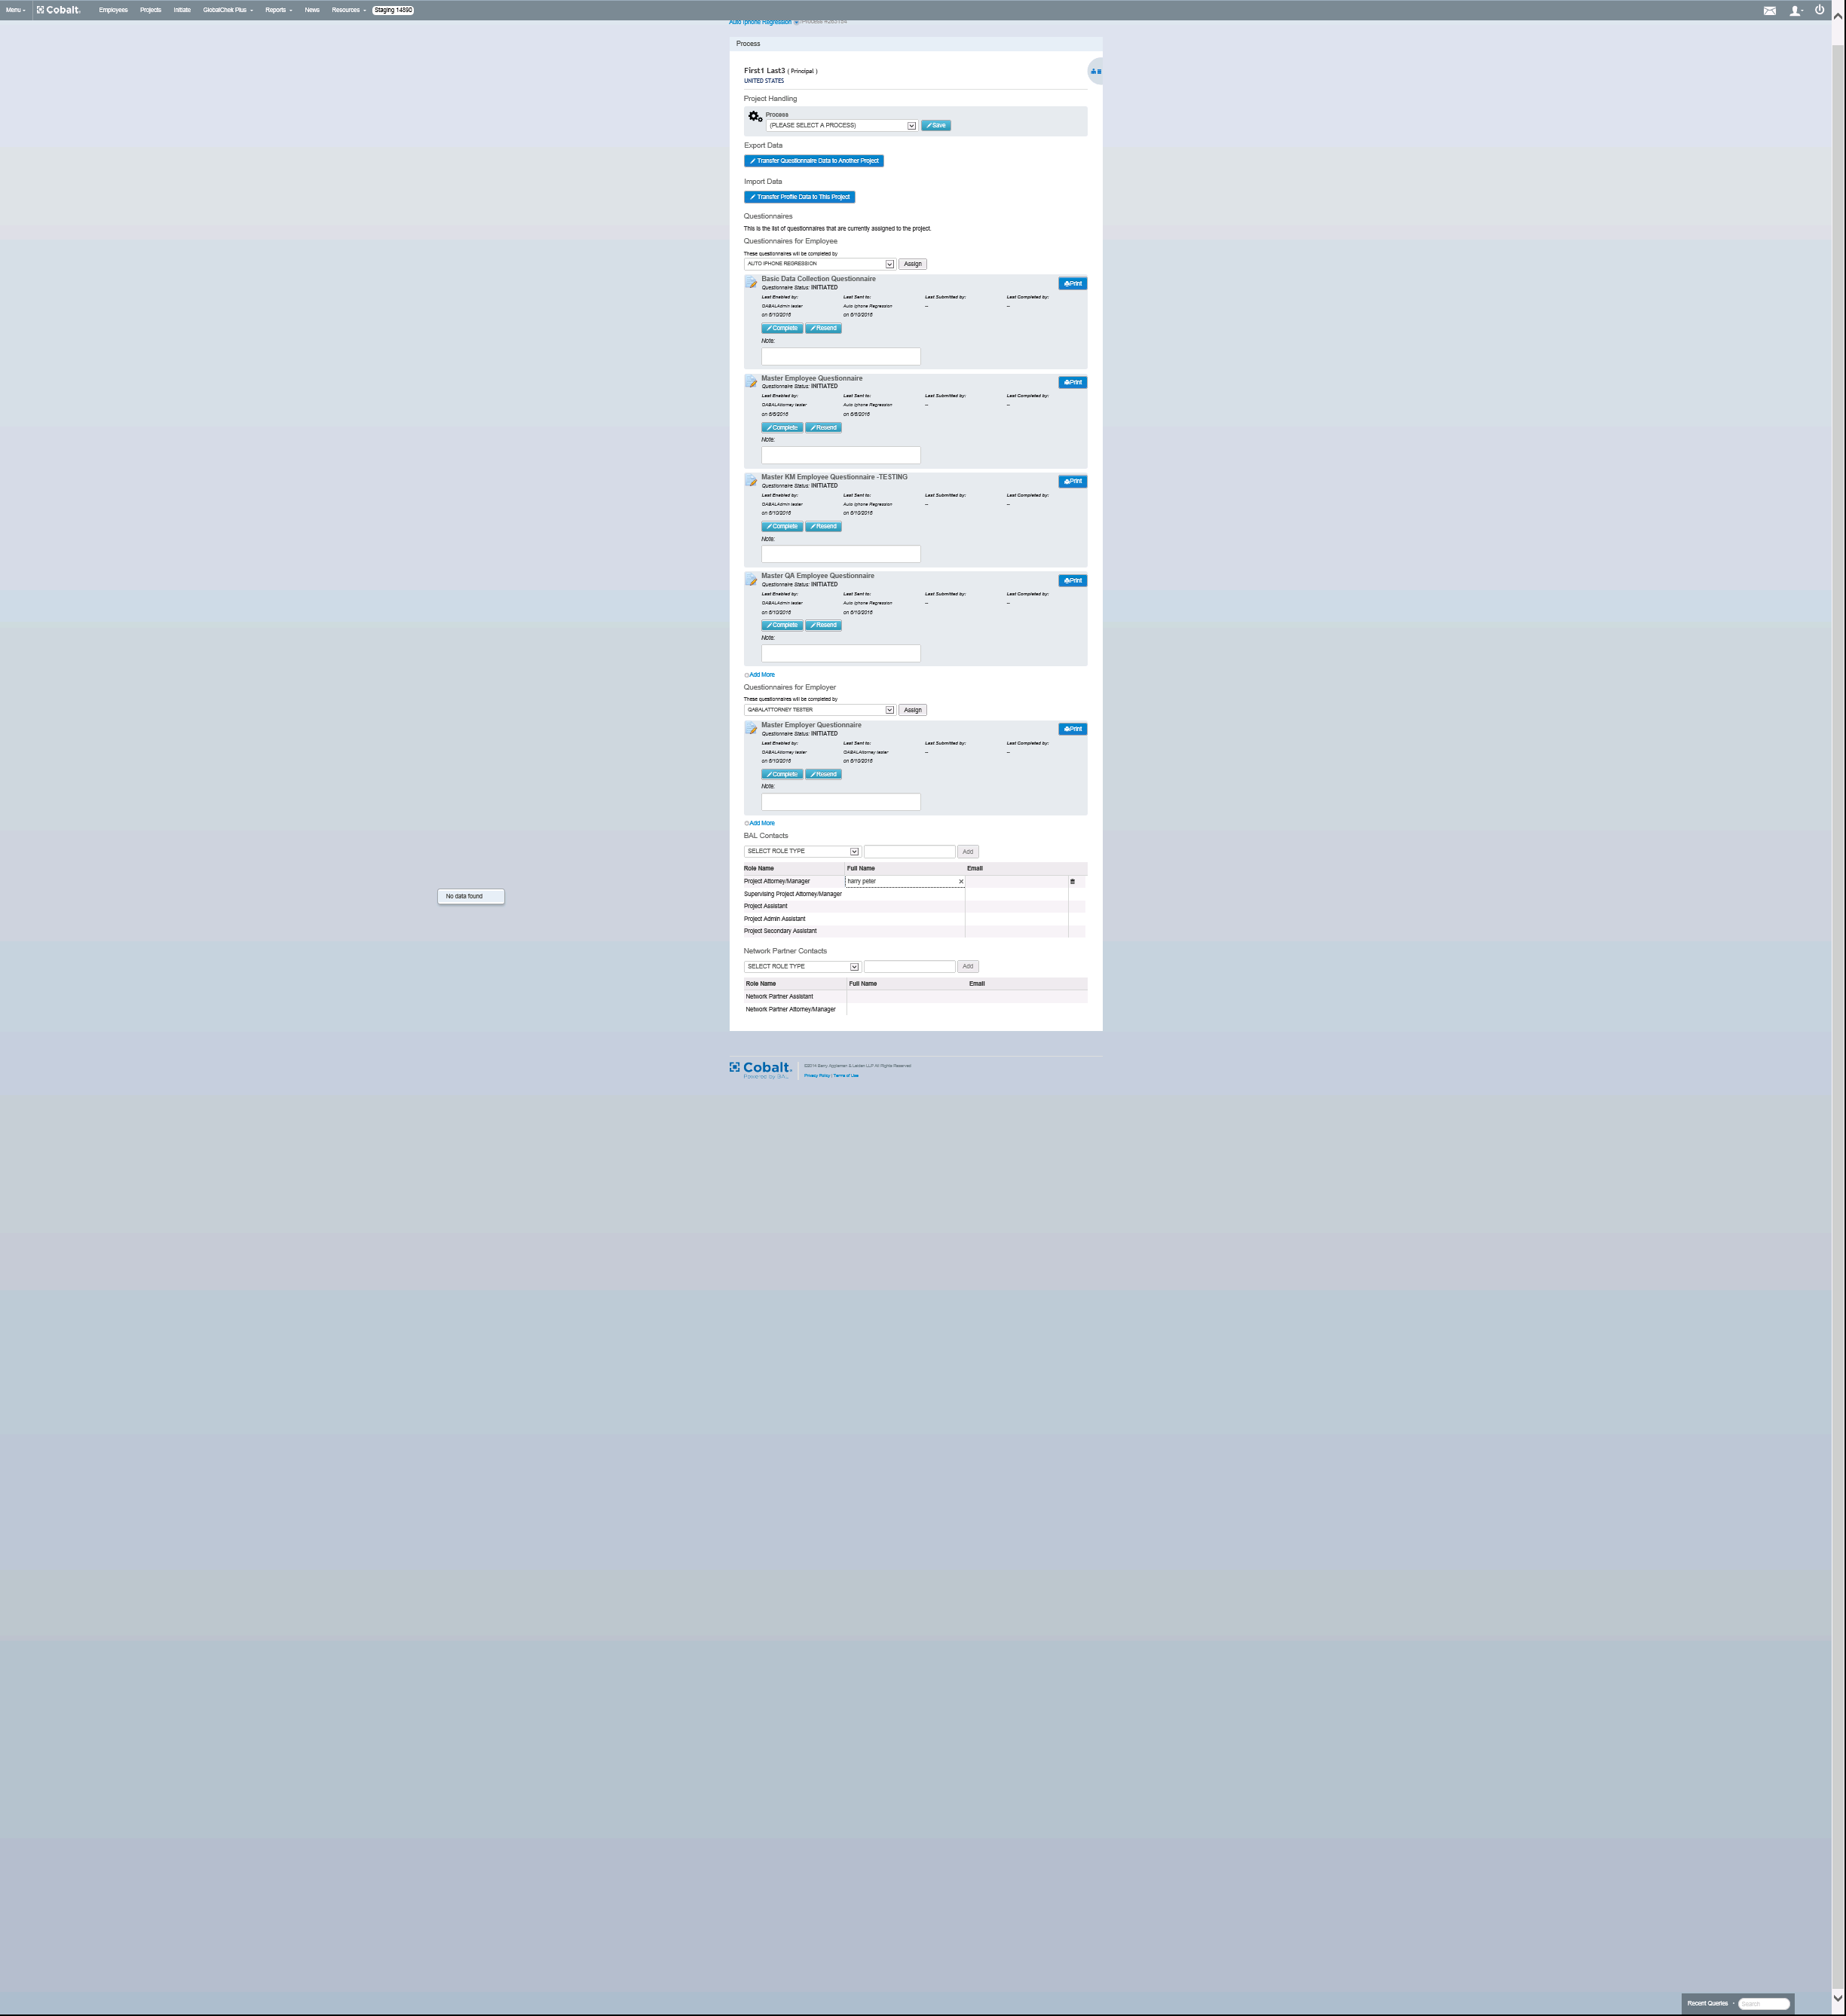 Menu Cobalt. Employees Projects Initiate GlobalChek Plus Reports News Resources Staging 14890
Auto Iphone Regression
Process
First1 Last3 ( Principal )
UNITED STATES
Project Handling
Process
(PLEASE SELECT A PROCESS) Save
Export Data
Transfer Questionnaire Data to Another Project
Import Data
Transfer Profile Data to This Project
Questionnaires
This is the list of questionnaires that are currently assigned to the project.
Questionnaires for Employee
These questionnaires will be completed by
AUTO IPHONE REGRESSION Assign
Basic Data Collection Questionnaire Print
Questionnaire Status: INITIATED
Last Enabled by: Last Sent to: Last Submitted by: Last Completed by:
QABALAdmin tester Auto Iphone Regression -- --
on 6/10/2016 on 6/10/2016
Complete Resend
Note:
Master Employee Questionnaire Print
Questionnaire Status: INITIATED
Last Enabled by: Last Sent to: Last Submitted by: Last Completed by:
QABALAttorney tester Auto Iphone Regression -- --
on 6/6/2016 on 6/6/2016
Complete Resend
Note:
Master KM Employee Questionnaire -TESTING Print
Questionnaire Status: INITIATED
Last Enabled by: Last Sent to: Last Submitted by: Last Completed by:
QABALAdmin tester Auto Iphone Regression -- --
on 6/10/2016 on 6/10/2016
Complete Resend
Note:
Master QA Employee Questionnaire Print
Questionnaire Status: INITIATED
Last Enabled by: Last Sent to: Last Submitted by: Last Completed by:
QABALAdmin tester Auto Iphone Regression -- --
on 6/10/2016 on 6/10/2016
Complete Resend
Note:
Add More
Questionnaires for Employer
These questionnaires will be completed by
QABALATTORNEY TESTER Assign
Master Employer Questionnaire Print
Questionnaire Status: INITIATED
Last Enabled by: Last Sent to: Last Submitted by: Last Completed by:
QABALAttorney tester QABALAttorney tester -- --
on 6/10/2016 on 6/10/2016
Complete Resend
Note:
Add More
BAL Contacts
SELECT ROLE TYPE Add
Role Name Full Name Email
Project Attorney/Manager harry peter
No data found
Supervising Project Attorney/Manager
Project Assistant
Project Admin Assistant
Project Secondary Assistant
Network Partner Contacts
SELECT ROLE TYPE Add
Role Name Full Name Email
Network Partner Assistant
Network Partner Attorney/Manager
Cobalt. ©2014 Barry Appleman & Leiden LLP All Rights Reserved
Powered by BAL Privacy Policy | Terms of Use
Recent Queries Search